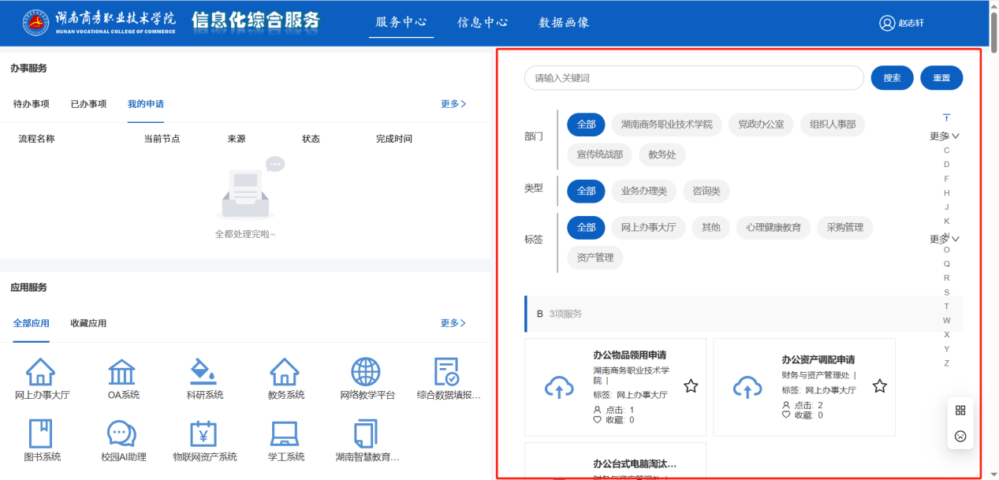 湖南商务职业技术学院
HUNAN VOCATIONAL COLLEGE OF COMMERCE
信息化综合服务
服务中心
信息中心
数据画像
赵志轩
办事服务
待办事项 已办事项 我的申请 更多
流程名称 当前节点 来源 状态 完成时间
全都处理完啦~
应用服务
全部应用 收藏应用 更多
网上办事大厅 OA系统 科研系统 教务系统 网络教学平台 综合数据填报...
图书系统 校园AI助理 物联网资产系统 学工系统 湖南智慧教育...
请输入关键词 搜索 重置
部门 全部 湖南商务职业技术学院 党政办公室 组织人事部 更多
宣传统战部 教务处
类型 全部 业务办理类 咨询类
标签 全部 网上办事大厅 其他 心理健康教育 采购管理 更多
资产管理
C
D
F
H
J
K
N
O
Q
R
S
T
W
X
Y
Z
B 3项服务
办公物品领用申请
湖南商务职业技术学
院 |
标签: 网上办事大厅
点击: 1
收藏: 0
办公资产调配申请
财务与资产管理处 |
标签: 网上办事大厅
点击: 2
收藏: 0
办公台式电脑淘汰...
财务与资产管理处 |